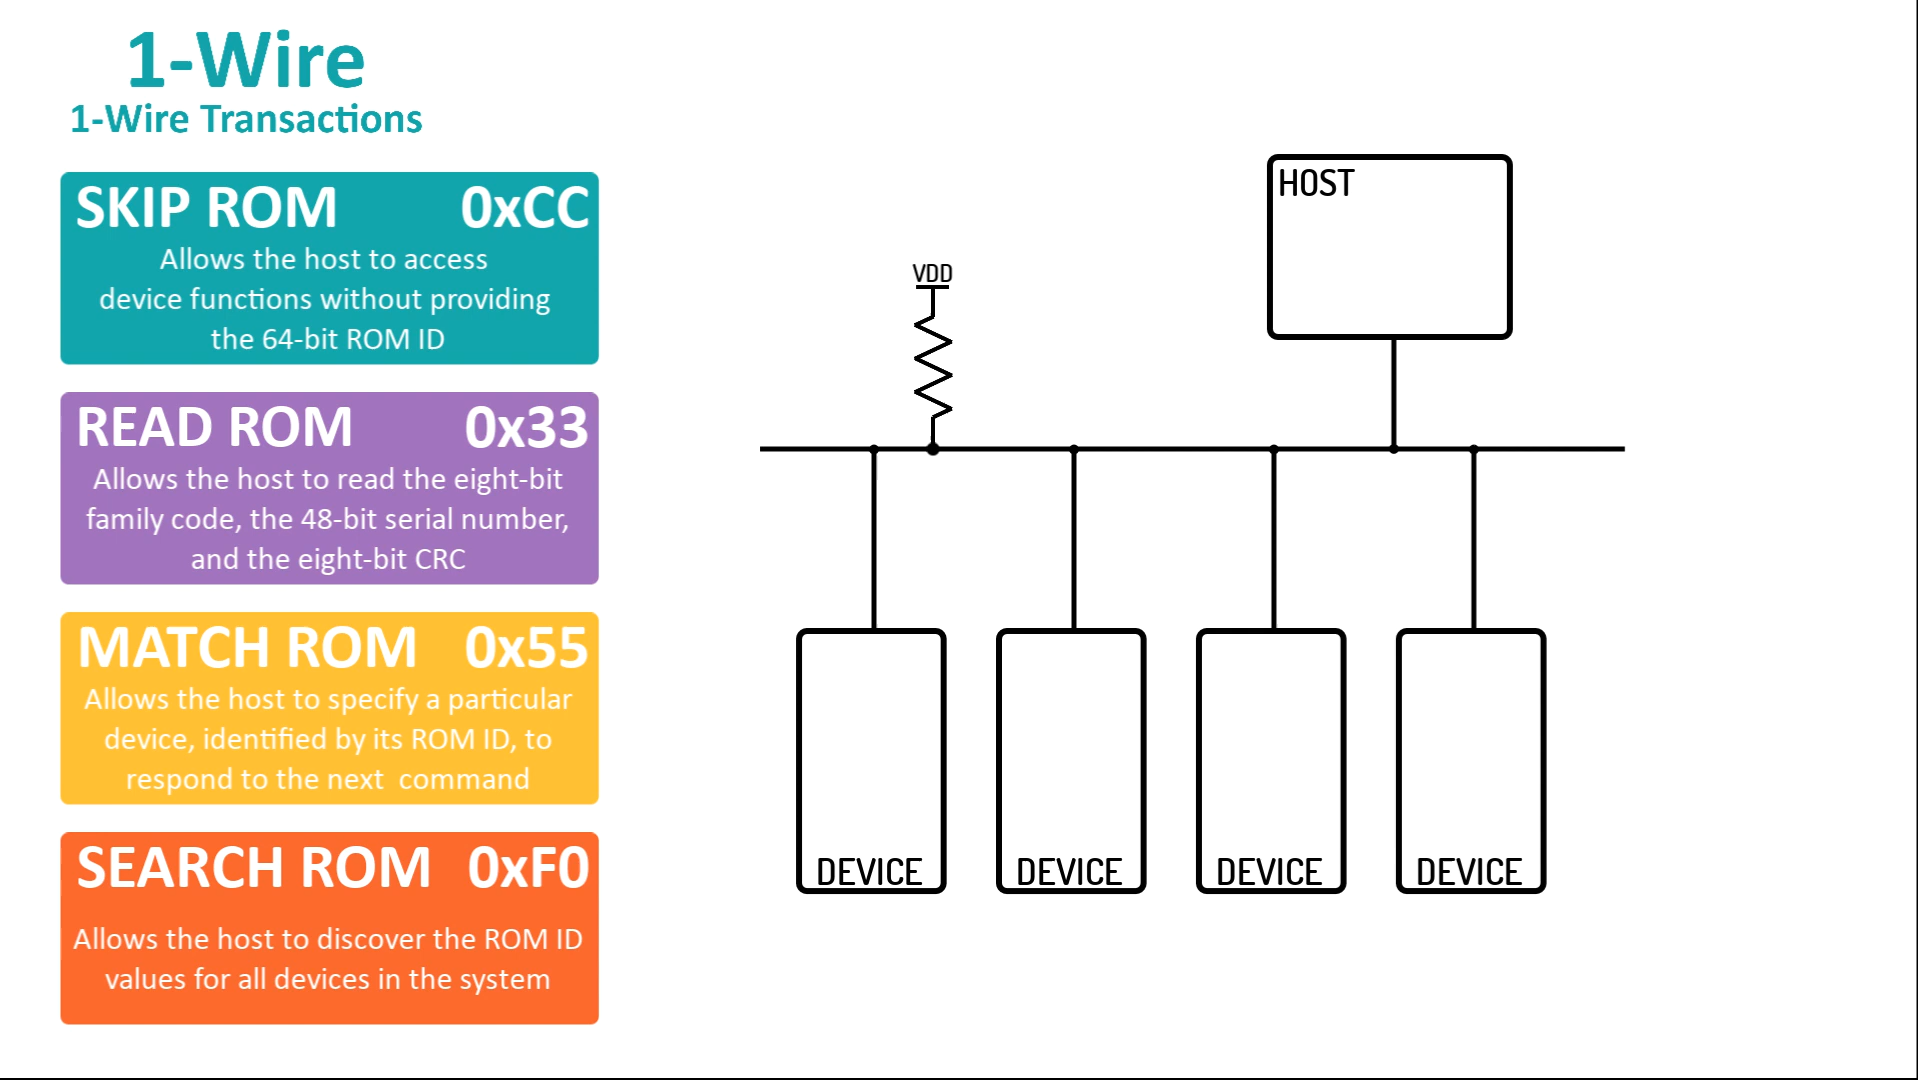 1-Wire
1-Wire Transactions
SKIP ROM 0xCC
Allows the host to access
device functions without providing
the 64-bit ROM ID
READ ROM 0x33
Allows the host to read the eight-bit
family code, the 48-bit serial number,
and the eight-bit CRC
MATCH ROM 0x55
Allows the host to specify a particular
device, identified by its ROM ID, to
respond to the next command
SEARCH ROM 0xF0
Allows the host to discover the ROM ID
values for all devices in the system
HOST
VDD
DEVICE
DEVICE
DEVICE
DEVICE